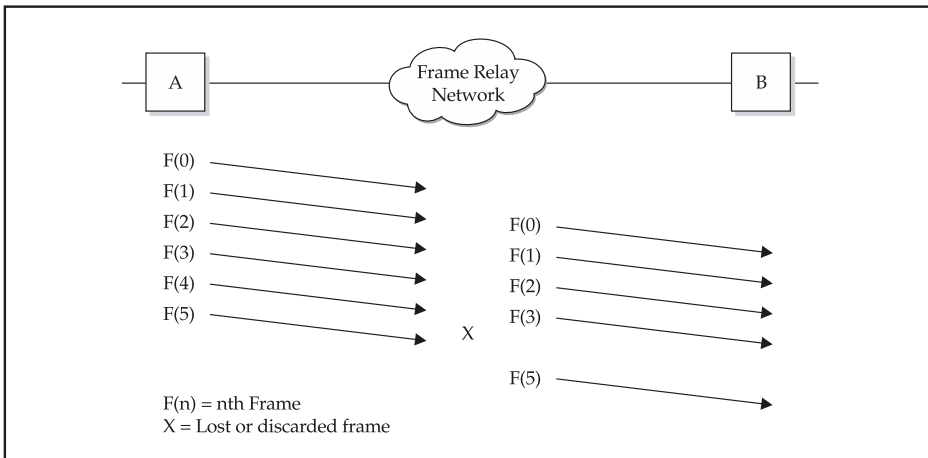 A
Frame Relay
Network
B
F(0)
F(1)
F(2)
F(3)
F(4)
F(5)
F(0)
F(1)
F(2)
F(3)
X
F(5)
F(n) = nth Frame
X = Lost or discarded frame